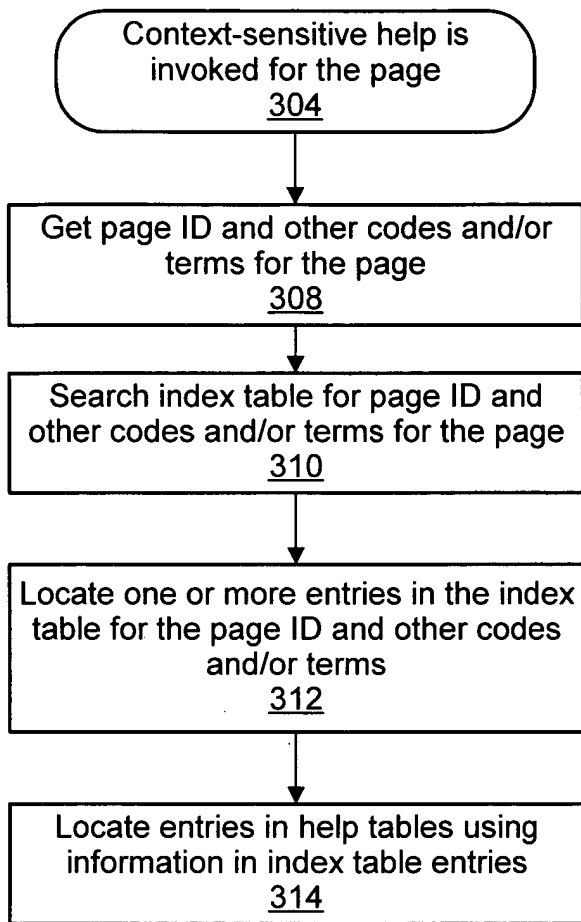 Context-sensitive help is
invoked for the page
304
Get page ID and other codes and/or
terms for the page
308
Search index table for page ID and
other codes and/or terms for the page
310
Locate one or more entries in the index
table for the page ID and other codes
and/or terms
312
Locate entries in help tables using
information in index table entries
314